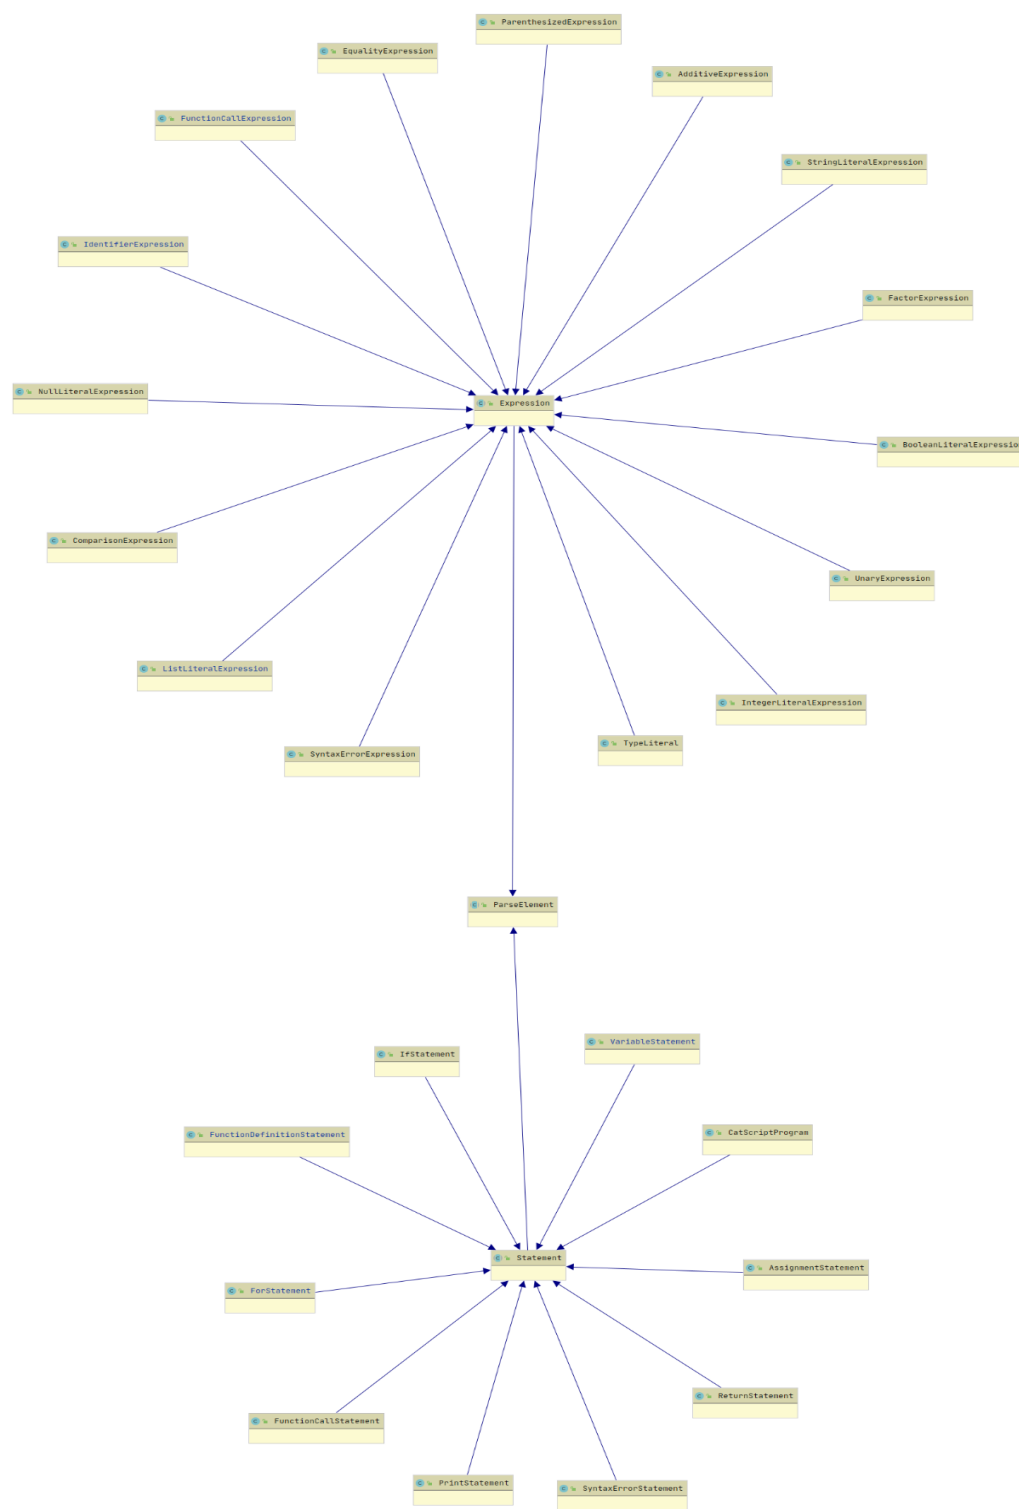 ParenthesizedExpression
EqualityExpression
AdditiveExpression
FunctionCallExpression
StringLiteralExpression
IdentifierExpression
FactorExpression
NullLiteralExpression
Expression
BooleanLiteralExpressio
ComparisonExpression
UnaryExpression
ListLiteralExpression
IntegerLiteralExpression
TypeLiteral
SyntaxErrorExpression
ParseElement
VariableStatement
IfStatement
CatScriptProgram
FunctionDefinitionStatement
Statement
AssignmentStatement
ForStatement
ReturnStatement
FunctionCallStatement
PrintStatement
SyntaxErrorStatement